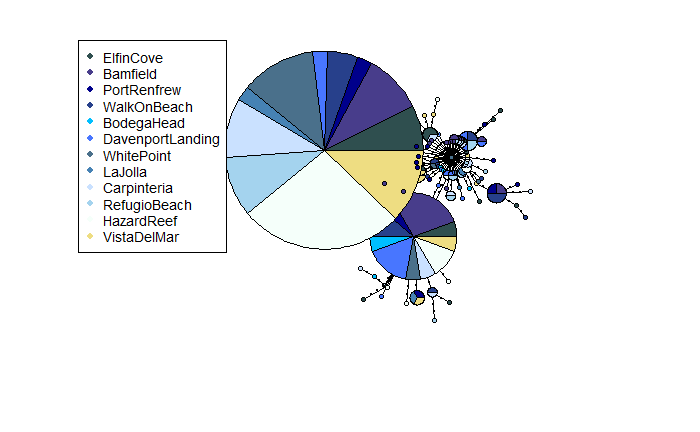 ElfinCove
Bamfield
PortRenfrew
WalkOnBeach
BodegaHead
DavenportLanding
WhitePoint
LaJolla
Carpinteria
RefugioBeach
HazardReef
VistaDelMar